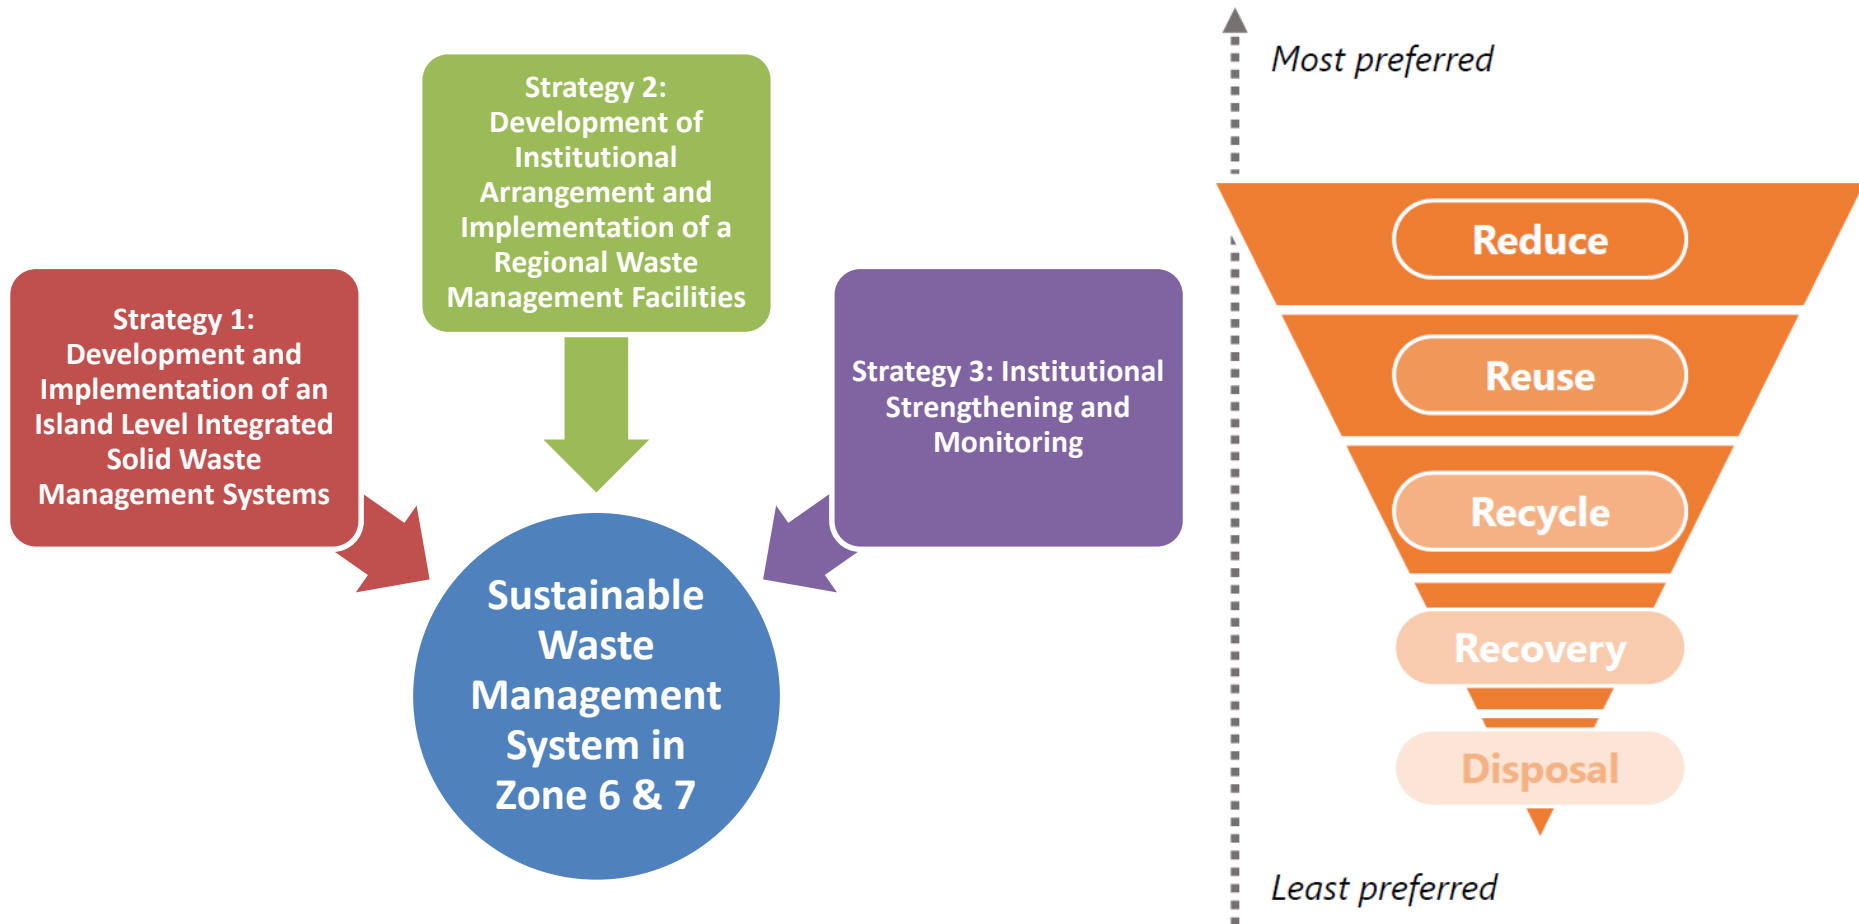 Strategy 1:
Development and
Implementation of an
Island Level Integrated
Solid Waste
Management Systems
Strategy 2:
Development of
Institutional
Arrangement and
Implementation of a
Regional Waste
Management Facilities
Strategy 3: Institutional
Strengthening and
Monitoring
Sustainable
Waste
Management
System in
Zone 6 & 7
Most preferred
Reduce
Reuse
Recycle
Recovery
Disposal
Least preferred